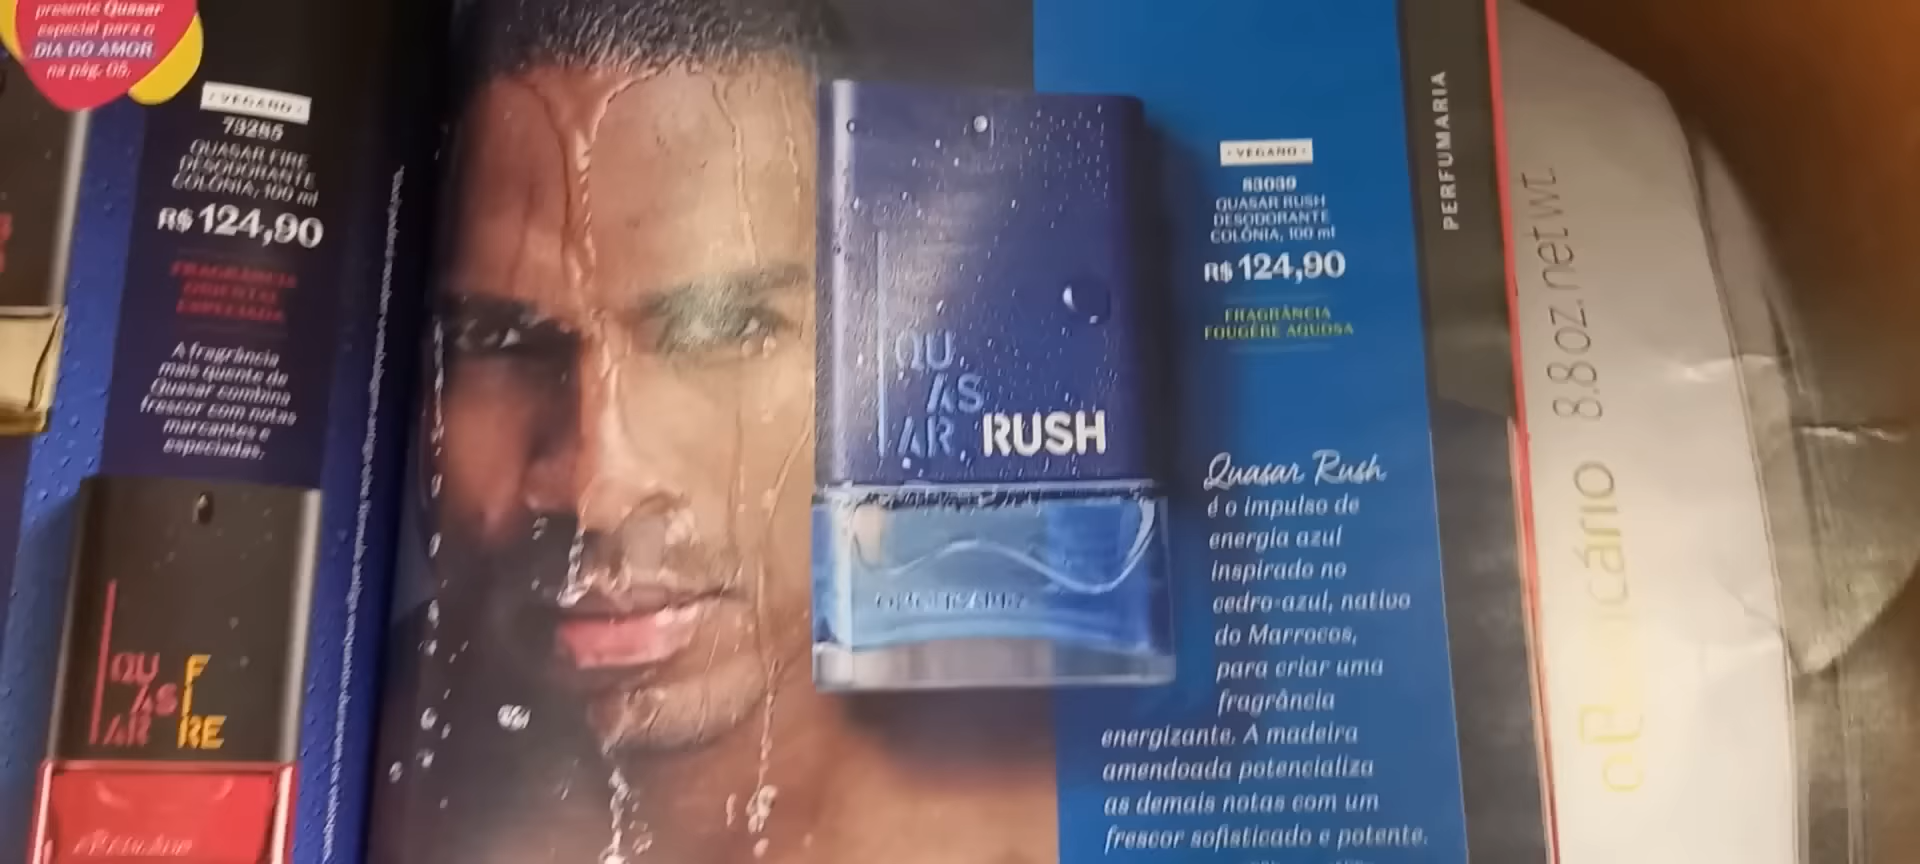 presente Quasar
especial para o
DIA DO AMOR
na pág. 05.
• VEGANO •
73285
QUASAR FIRE
DESODORANTE
COLÔNIA, 100 ml
R$ 124,90
FRAGRÂNCIA
ORIENTAL
ESPECIADA
A fragrância
mais quente de
Quasar combina
frescor com notas
marcantes e
especiadas.
QU
AS
AR
FIRE
QU
AS
AR RUSH
• VEGANO •
83039
QUASAR RUSH
DESODORANTE
COLÔNIA, 100 ml
R$ 124,90
FRAGRÂNCIA
FOUGÈRE AQUOSA
Quasar Rush
é o impulso de
energia azul
inspirado no
cedro-azul, nativo
do Marrocos,
para criar uma
fragrância
energizante. A madeira
amendoada potencializa
as demais notas com um
frescor sofisticado e potente.
PERFUMARIA
8.8 oz. net wt.